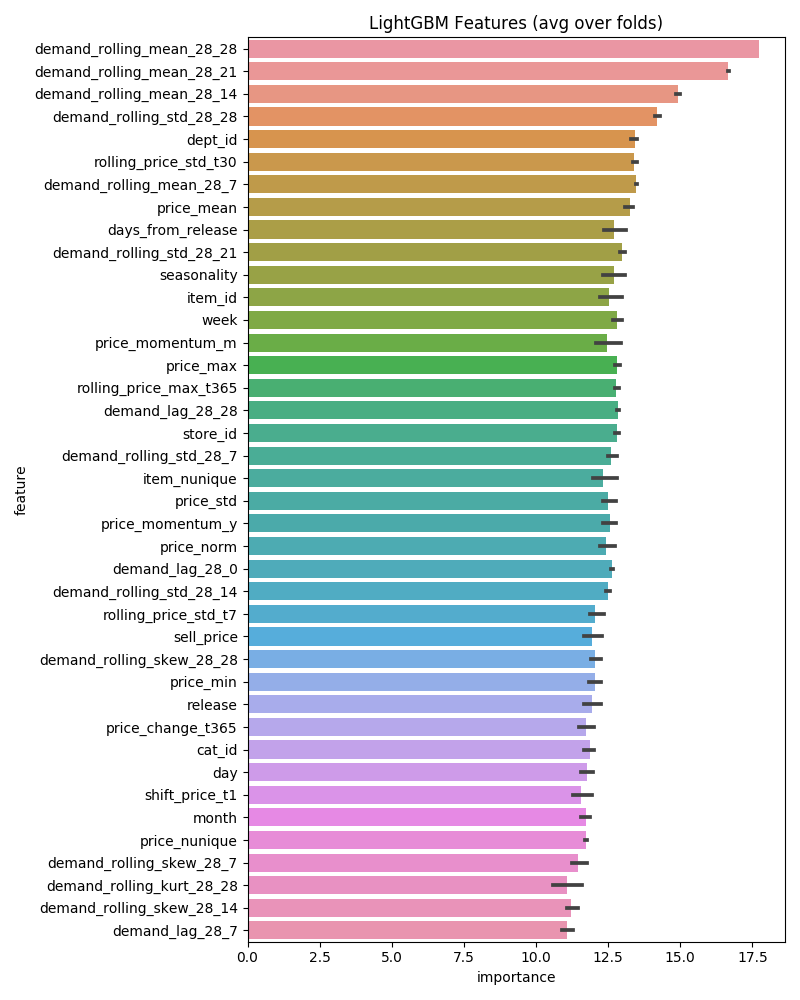 LightGBM Features (avg over folds)
demand_rolling_mean_28_28
demand_rolling_mean_28_21
demand_rolling_mean_28_14
demand_rolling_std_28_28
dept_id
rolling_price_std_t30
demand_rolling_mean_28_7
price_mean
days_from_release
demand_rolling_std_28_21
seasonality
item_id
week
price_momentum_m
price_max
rolling_price_max_t365
demand_lag_28_28
store_id
demand_rolling_std_28_7
item_nunique
price_std
price_momentum_y
price_norm
demand_lag_28_0
demand_rolling_std_28_14
rolling_price_std_t7
sell_price
demand_rolling_skew_28_28
price_min
release
price_change_t365
cat_id
day
shift_price_t1
month
price_nunique
demand_rolling_skew_28_7
demand_rolling_kurt_28_28
demand_rolling_skew_28_14
demand_lag_28_7
feature
0.0 2.5 5.0 7.5 10.0 12.5 15.0 17.5
importance